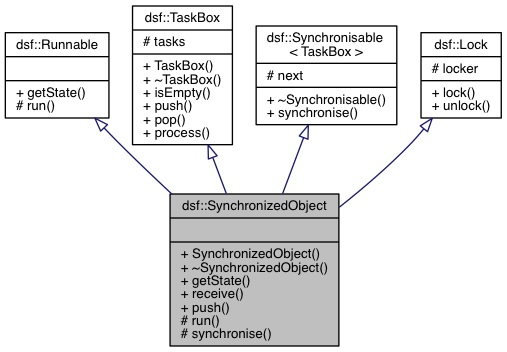 dsf::Runnable
+ getState()
# run()
dsf::TaskBox
# tasks
+ TaskBox()
+ ~TaskBox()
+ isEmpty()
+ push()
+ pop()
+ process()
dsf::Synchronisable
< TaskBox >
# next
+ ~Synchronisable()
+ synchronise()
dsf::Lock
# locker
+ lock()
+ unlock()
dsf::SynchronizedObject
+ SynchronizedObject()
+ ~SynchronizedObject()
+ getState()
+ receive()
+ push()
# run()
# synchronise()